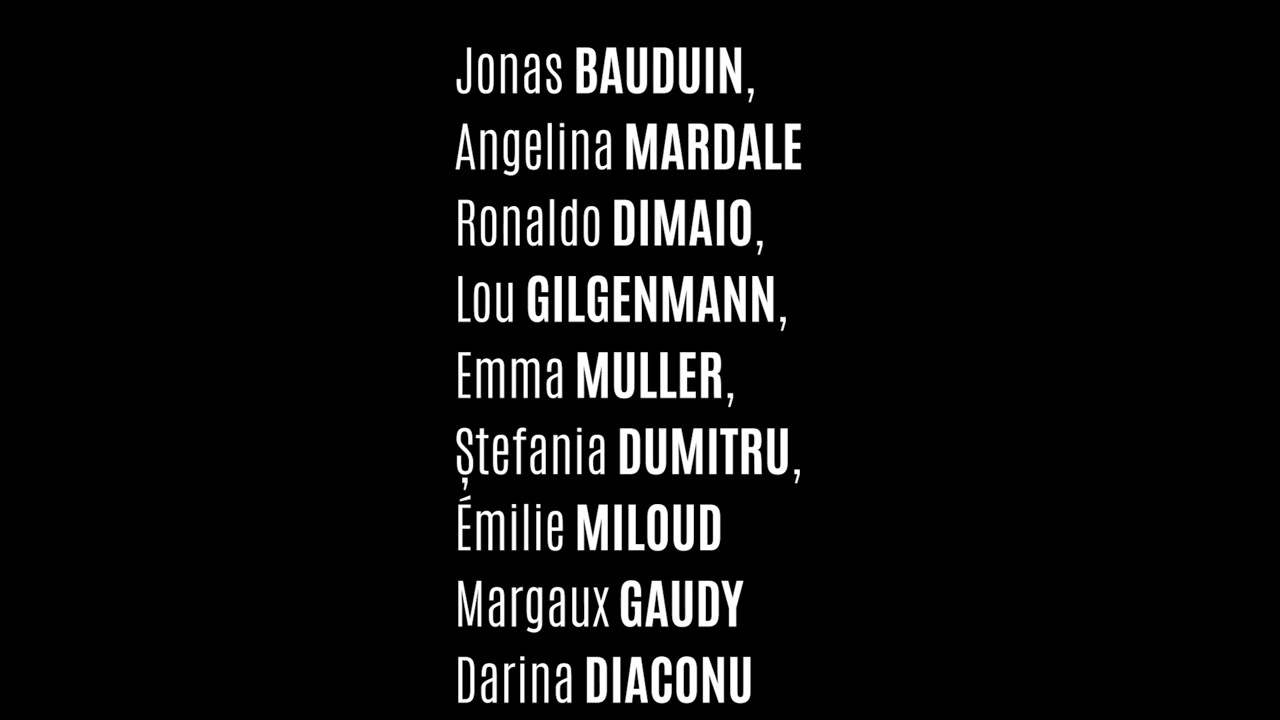 Jonas BAUDUIN,
Angelina MARDALE
Ronaldo DIMAIO,
Lou GILGENMANN,
Emma MULLER,
Ștefania DUMITRU,
Émilie MILOUD
Margaux GAUDY
Darina DIACONU